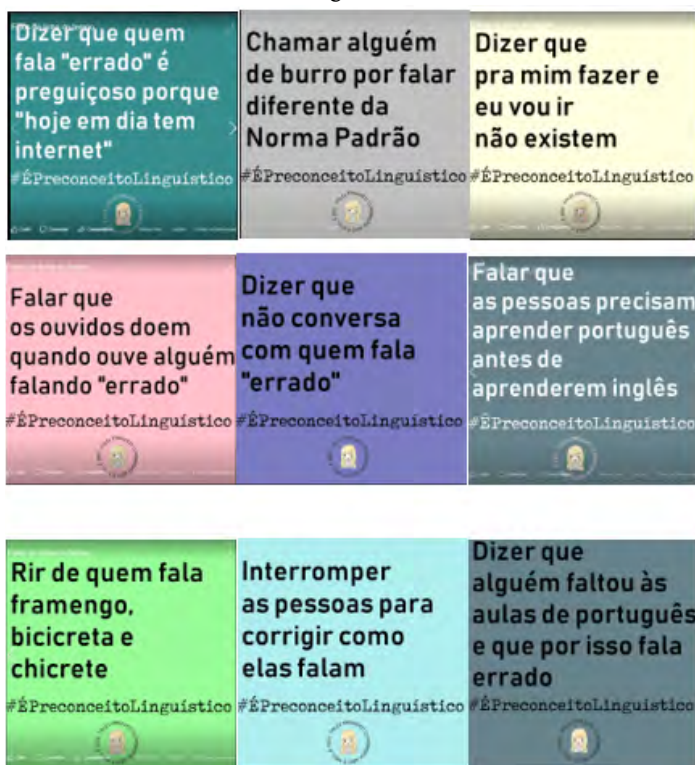 Dizer que quem
fala "errado" é
preguiçoso porque
"hoje em dia tem
internet"
#ÉPreconceitoLinguístico
Chamar alguém
de burro por falar
diferente da
Norma Padrão
#ÉPreconceitoLinguístico
Dizer que
pra mim fazer e
eu vou ir
não existem
#ÉPreconceitoLinguístico
Falar que
os ouvidos doem
quando ouve alguém
falando "errado"
#ÉPreconceitoLinguístico
Dizer que
não conversa
com quem fala
"errado"
#ÉPreconceitoLinguístico
Falar que
as pessoas precisam
aprender português
antes de
aprenderem inglês
#ÉPreconceitoLinguístico
Rir de quem fala
framengo,
bicicreta e
chicrete
#ÉPreconceitoLinguístico
Interromper
as pessoas para
corrigir como
elas falam
#ÉPreconceitoLinguístico
Dizer que
alguém faltou às
aulas de português
e que por isso fala
errado
#ÉPreconceitoLinguístico